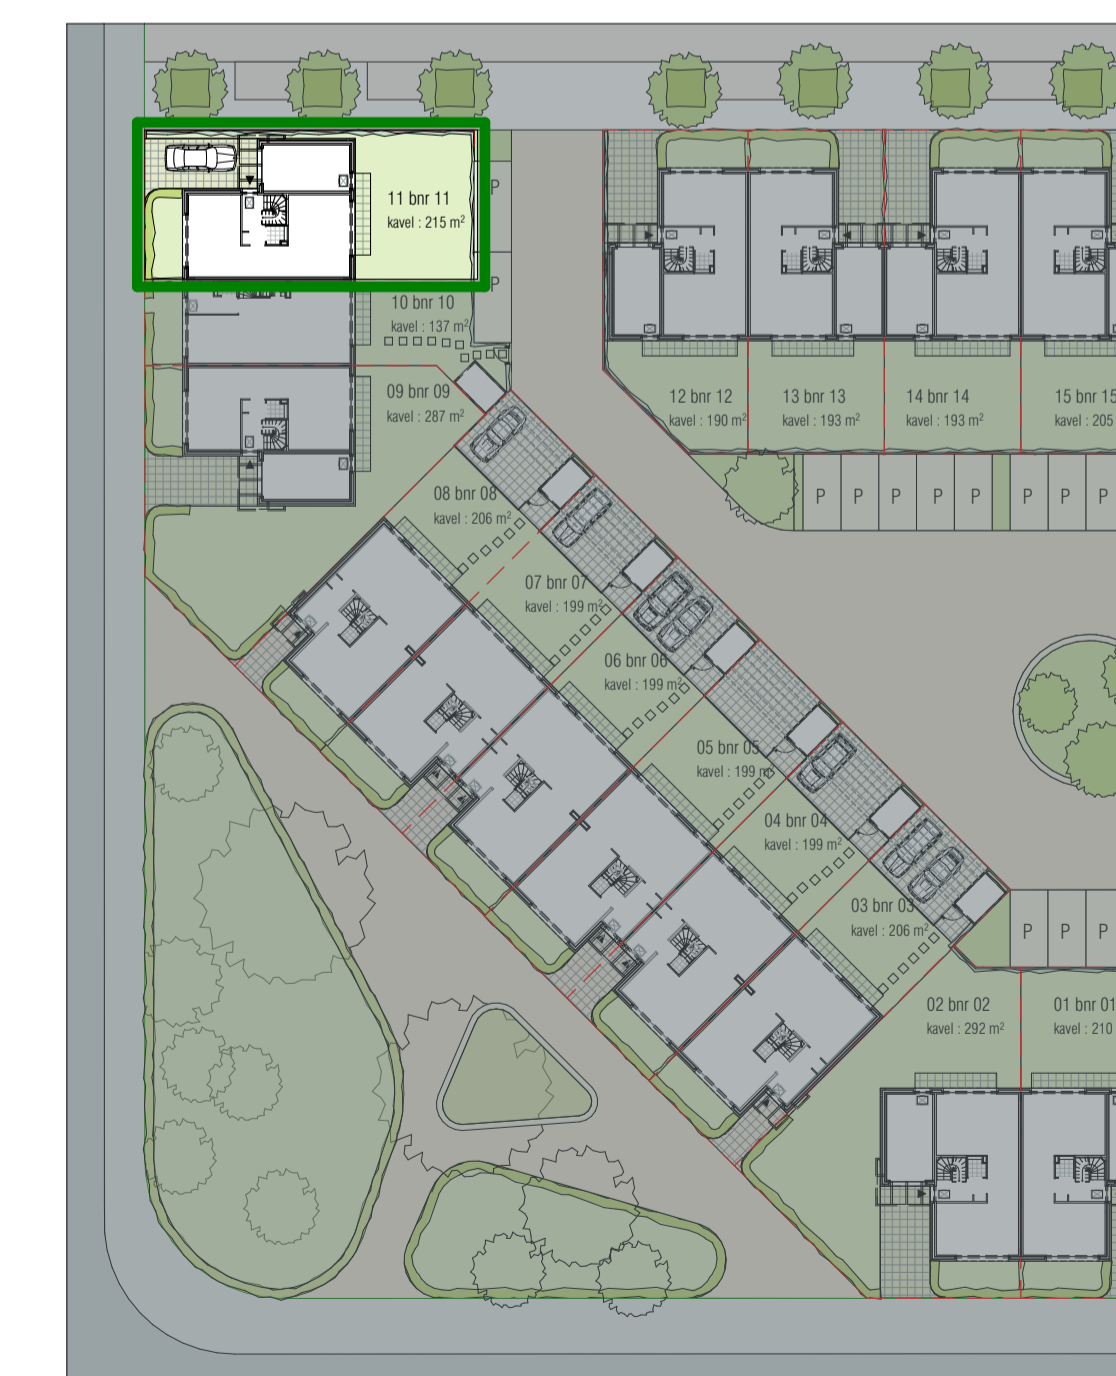 11 bnr 11
kavel : 215 m²
P
P
10 bnr 10
kavel : 137 m²
09 bnr 09
kavel : 287 m²
12 bnr 12
kavel : 190 m²
13 bnr 13
kavel : 193 m²
14 bnr 14
kavel : 193 m²
15 bnr 15
kavel : 205
P P P P P P P P
08 bnr 08
kavel : 206 m²
07 bnr 07
kavel : 199 m²
06 bnr 06
kavel : 199 m²
05 bnr 05
kavel : 199 m²
04 bnr 04
kavel : 199 m²
03 bnr 03
kavel : 206 m²
P P P
02 bnr 02
kavel : 292 m²
01 bnr 01
kavel : 210